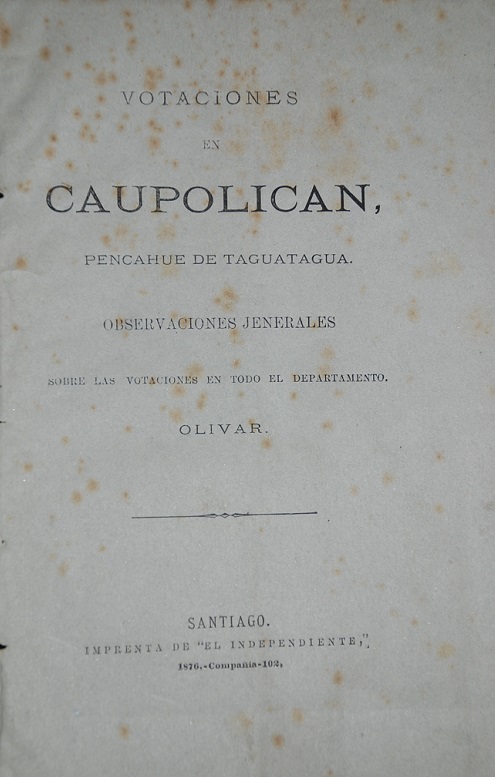 VOTACIONES
EN
CAUPOLICAN,
PENCAHUE DE TAGUATAGUA.
OBSERVACIONES JENERALES
SOBRE LAS VOTACIONES EN TODO EL DEPARTAMENTO.
OLIVAR.
SANTIAGO.
IMPRENTA DE "EL INDEPENDIENTE,"
1876.-Compañía-102,